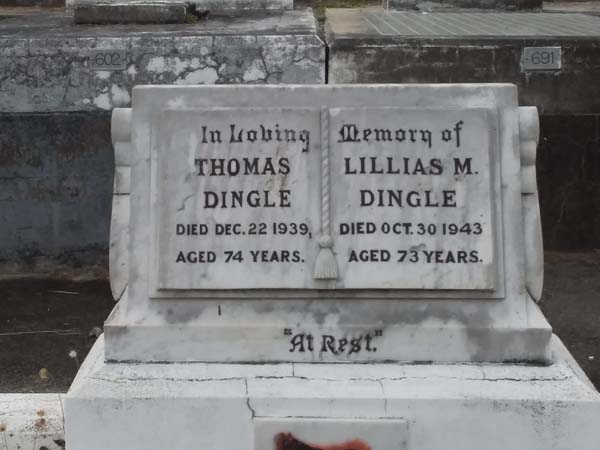 602
691
In Loving Memory of
THOMAS
DINGLE
DIED DEC. 22 1939,
AGED 74 YEARS.
LILLIAS M.
DINGLE
DIED OCT. 30 1943
AGED 73 YEARS.
"At Rest."